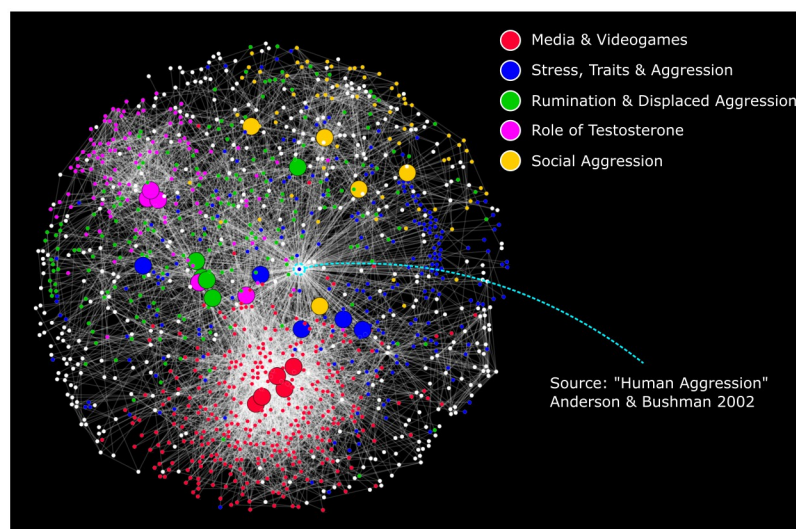 Media & Videogames
Stress, Traits & Aggression
Rumination & Displaced Aggression
Role of Testosterone
Social Aggression
Source: "Human Aggression"
Anderson & Bushman 2002